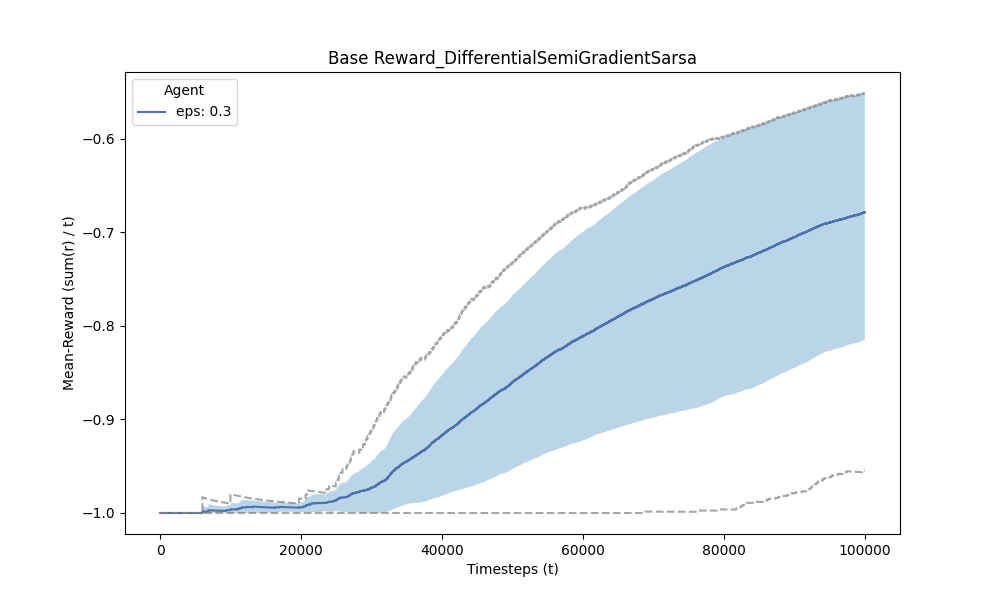 Base Reward_DifferentialSemiGradientSarsa
Agent
eps: 0.3
Mean-Reward (sum(r) / t)
−0.6
−0.7
−0.8
−0.9
−1.0
0 20000 40000 60000 80000 100000
Timesteps (t)